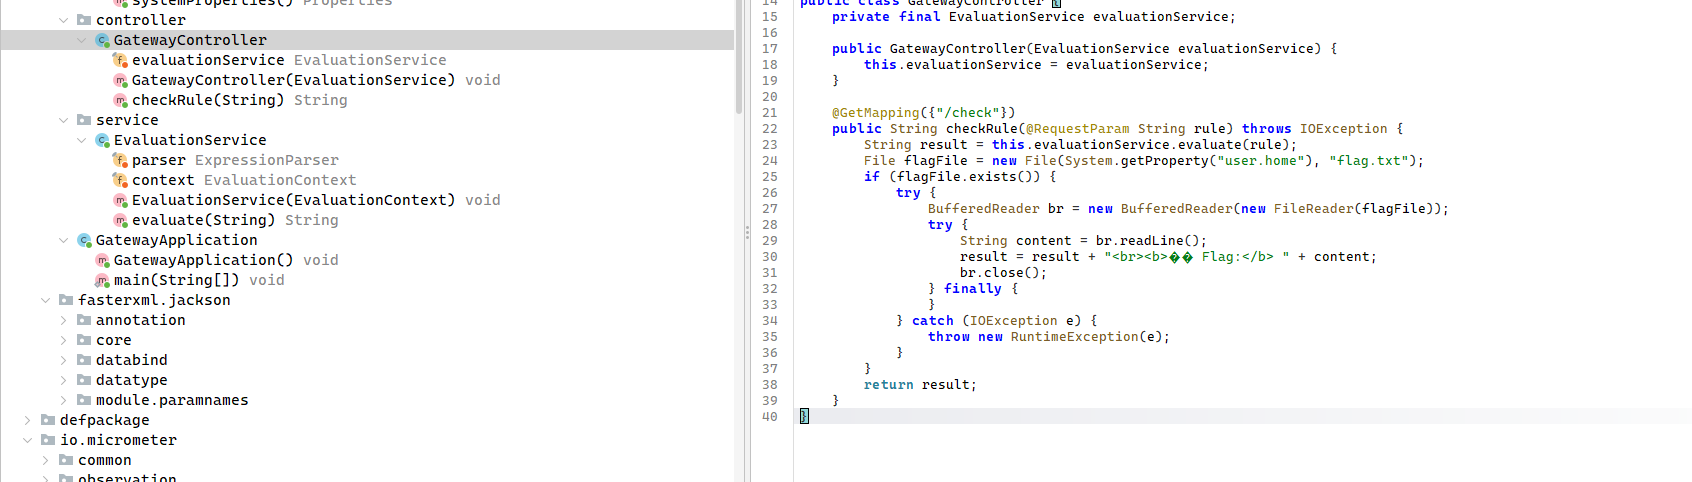 systemProperties() Properties
controller
GatewayController
evaluationService EvaluationService
GatewayController(EvaluationService) void
checkRule(String) String
service
EvaluationService
parser ExpressionParser
context EvaluationContext
EvaluationService(EvaluationContext) void
evaluate(String) String
GatewayApplication
GatewayApplication() void
main(String[]) void
fasterxml.jackson
annotation
core
databind
datatype
module.paramnames
defpackage
io.micrometer
common
observation
14 public class GatewayController {
15 private final EvaluationService evaluationService;
16
17 public GatewayController(EvaluationService evaluationService) {
18 this.evaluationService = evaluationService;
19 }
20
21 @GetMapping({"/check"})
22 public String checkRule(@RequestParam String rule) throws IOException {
23 String result = this.evaluationService.evaluate(rule);
24 File flagFile = new File(System.getProperty("user.home"), "flag.txt");
25 if (flagFile.exists()) {
26 try {
27 BufferedReader br = new BufferedReader(new FileReader(flagFile));
28 try {
29 String content = br.readLine();
30 result = result + "<br><b>�� Flag:</b> " + content;
31 br.close();
32 } finally {
33 }
34 } catch (IOException e) {
35 throw new RuntimeException(e);
36 }
37 }
38 return result;
39 }
40 }